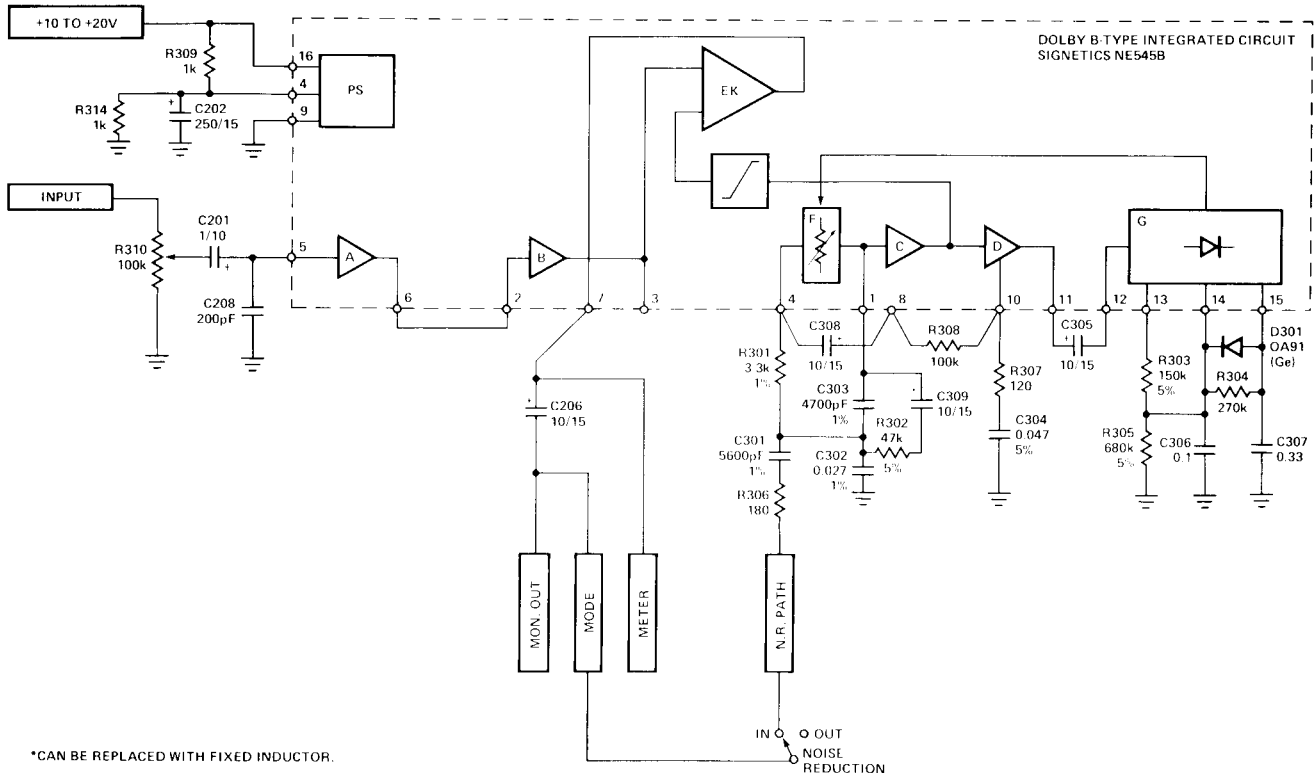 +10 TO +20V
DOLBY B-TYPE INTEGRATED CIRCUIT
SIGNETICS NE545B
R309
1k
16
4
9
PS
EK
R314
1k
+
C202
250/15
INPUT
C201
1/10
+
R310
100k
C208
200pF
5
A
6
2
B
7
3
F
C
D
G
4
1
8
10
11
12
13
14
15
R301
3.3k
1%
C308
+
10/15
R308
100k
C305
+
10/15
D301
OA91
(Ge)
C303
4700pF
1%
C309
10/15
R307
120
R303
150k
5%
R304
270k
R302
47k
5%
C304
0.047
5%
C301
5600pF
1%
C302
0.027
1%
R305
680k
5%
C306
0.1
C307
0.33
R306
180
+
C206
10/15
MON. OUT
MODE
METER
N.R. PATH
IN
OUT
NOISE
REDUCTION
*CAN BE REPLACED WITH FIXED INDUCTOR.